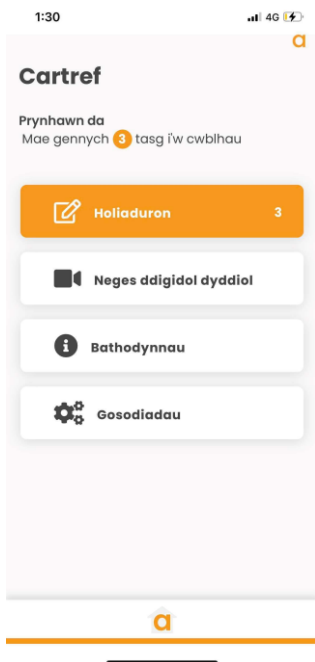 1:30 4G
a
Cartref
Prynhawn da
Mae gennych 3 tasg i'w cwblhau
Holiaduron 3
Neges ddigidol dyddiol
Bathodynnau
Gosodiadau
a